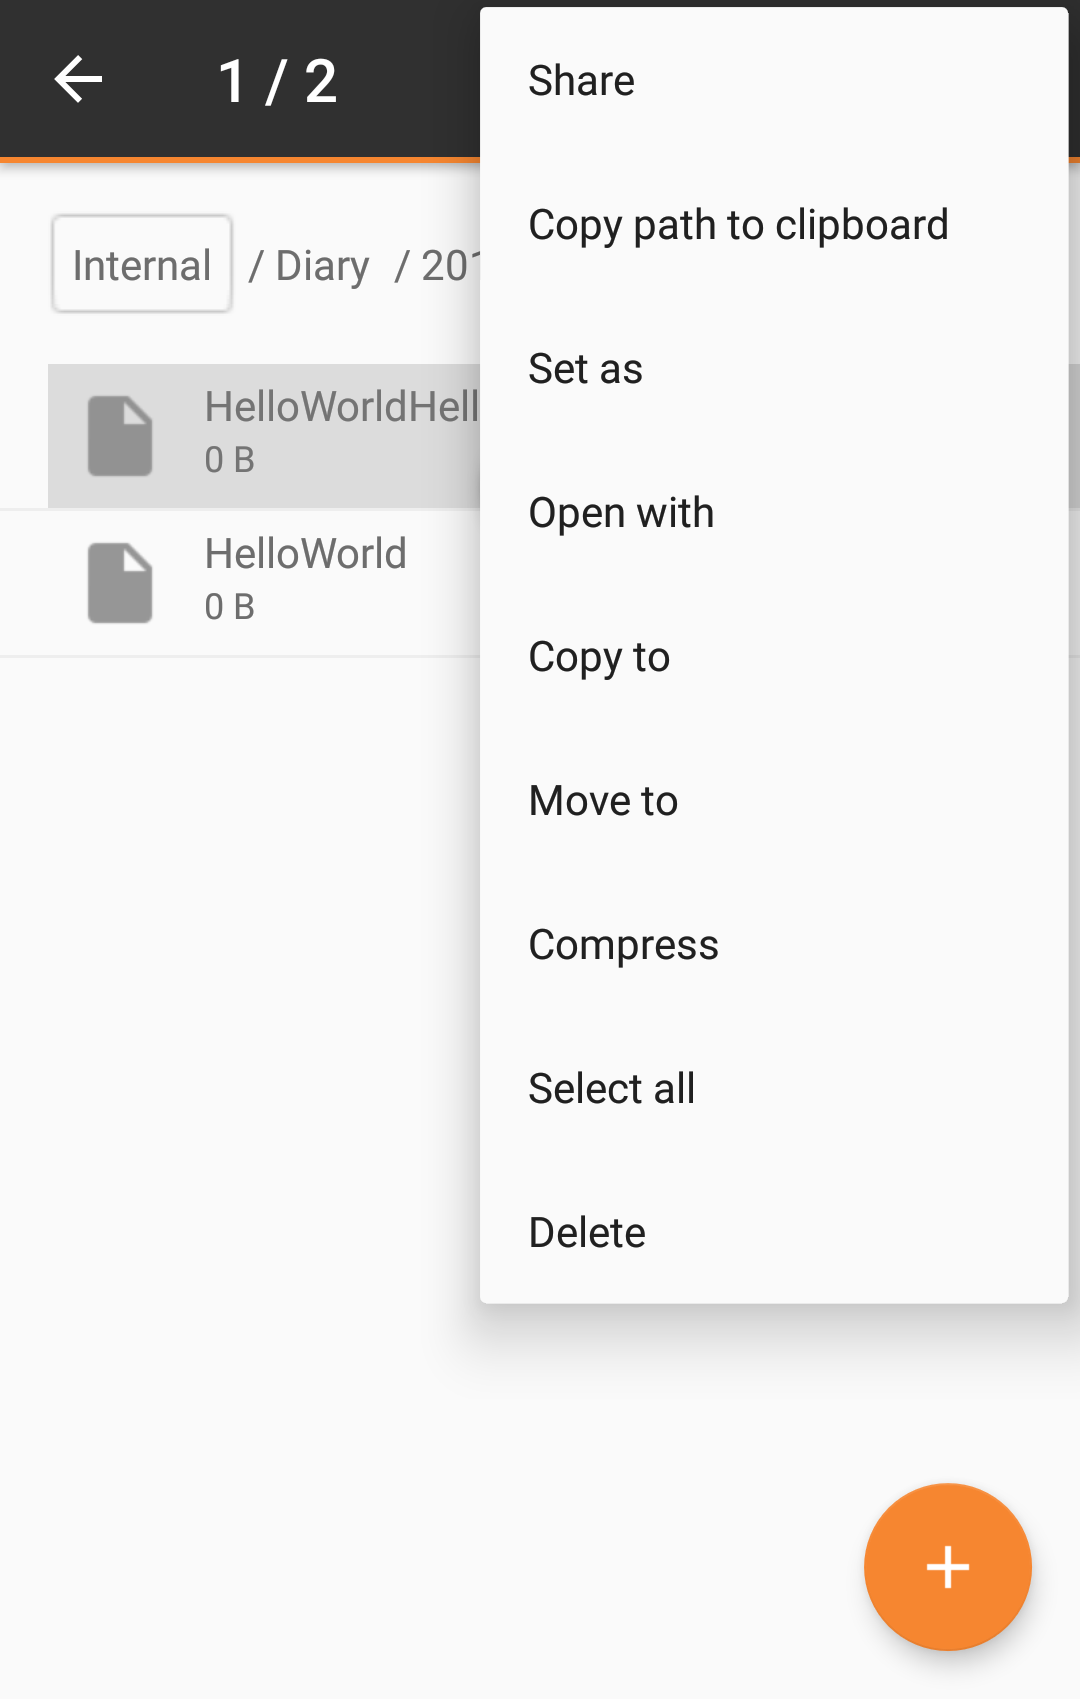 1 / 2
Share
Copy path to clipboard
Internal / Diary / 201
Set as
HelloWorldHell
0 B
Open with
HelloWorld
0 B
Copy to
Move to
Compress
Select all
Delete